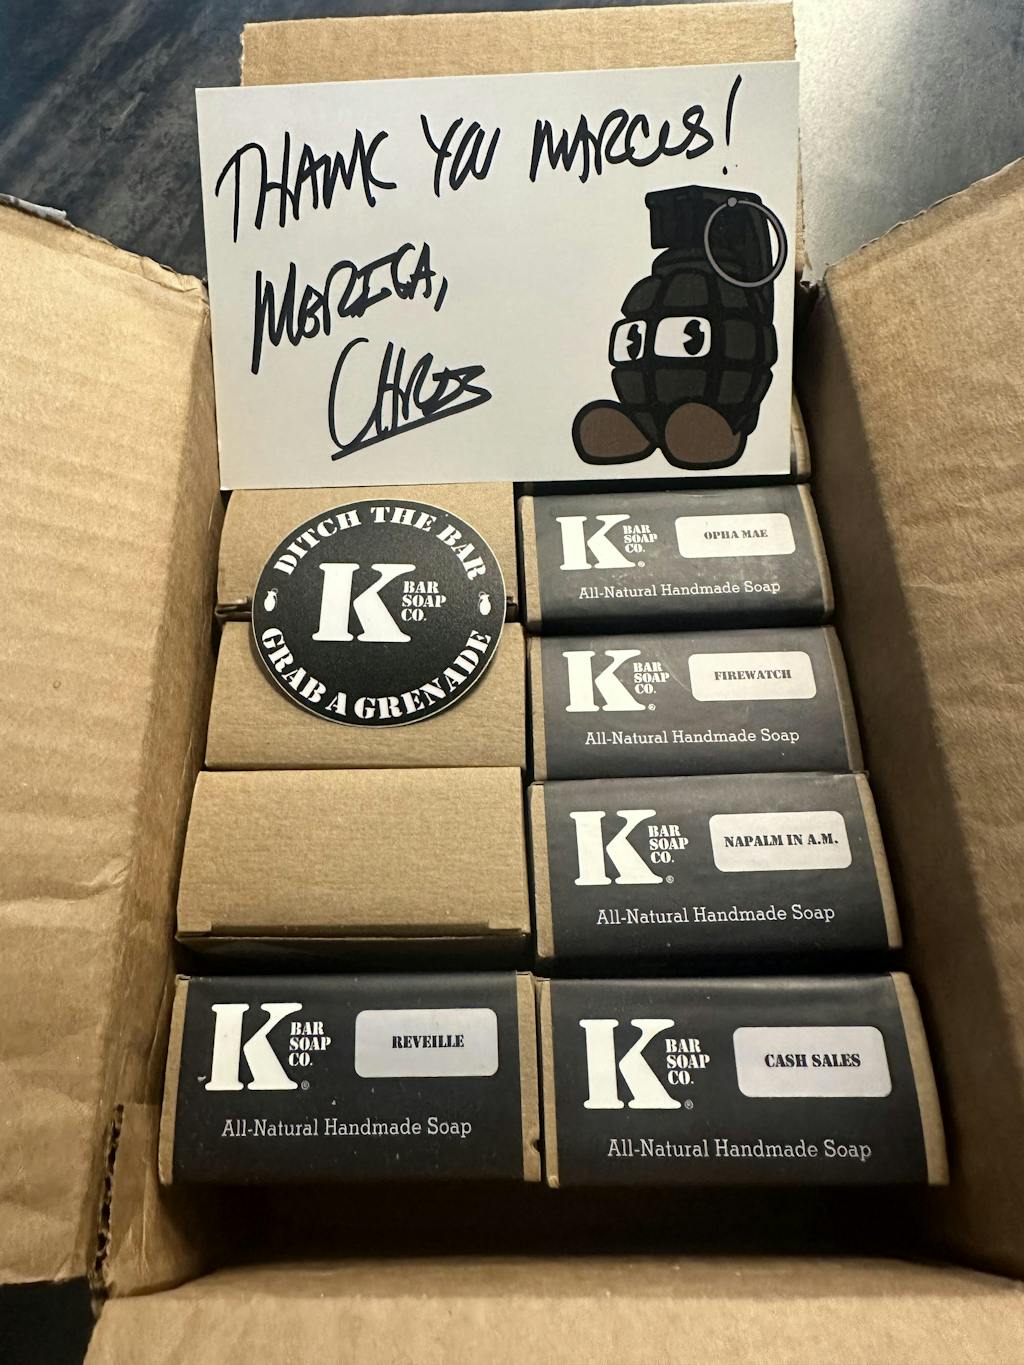 THANK YOU MARCUS!
MERICA,
CHRIS
DITCH THE BAR
K BAR
SOAP
CO.
GRAB A GRENADE
K BAR
SOAP
CO.®
OPHA MAE
All-Natural Handmade Soap
K BAR
SOAP
CO.®
FIREWATCH
All-Natural Handmade Soap
K BAR
SOAP
CO.®
NAPALM IN A.M.
All-Natural Handmade Soap
K BAR
SOAP
CO.®
REVEILLE
All-Natural Handmade Soap
K BAR
SOAP
CO.®
CASH SALES
All-Natural Handmade Soap